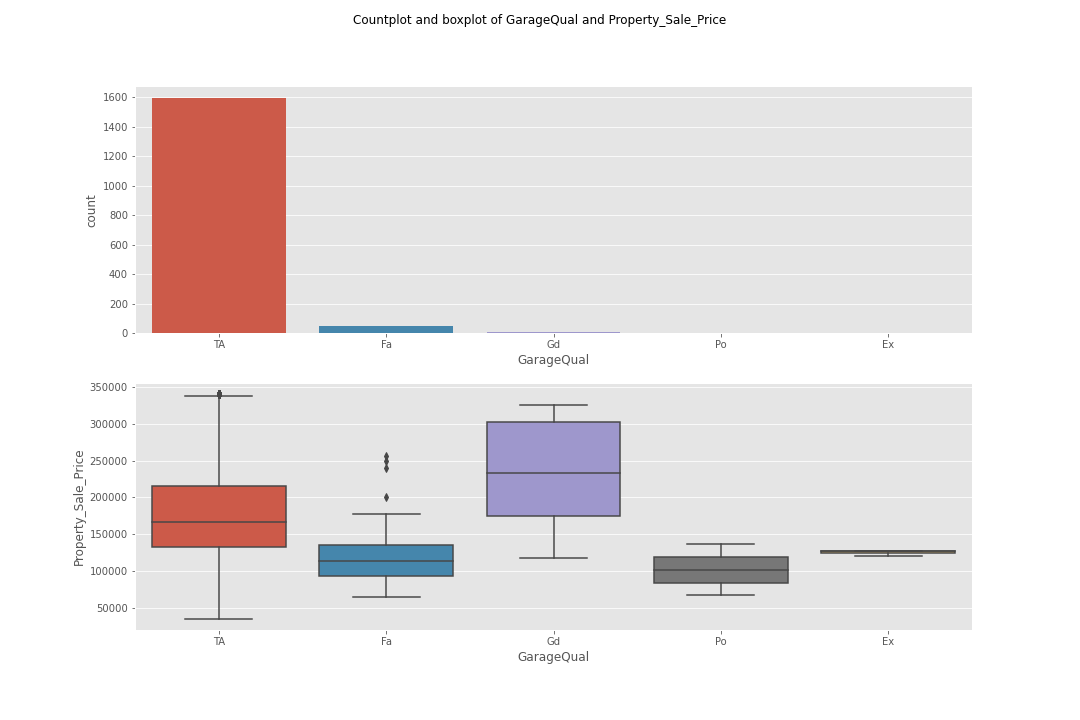 Countplot and boxplot of GarageQual and Property_Sale_Price
1600
1400
1200
1000
800
600
400
200
0
count
TA Fa Gd Po Ex
GarageQual
350000
300000
250000
200000
150000
100000
50000
Property_Sale_Price
TA Fa Gd Po Ex
GarageQual